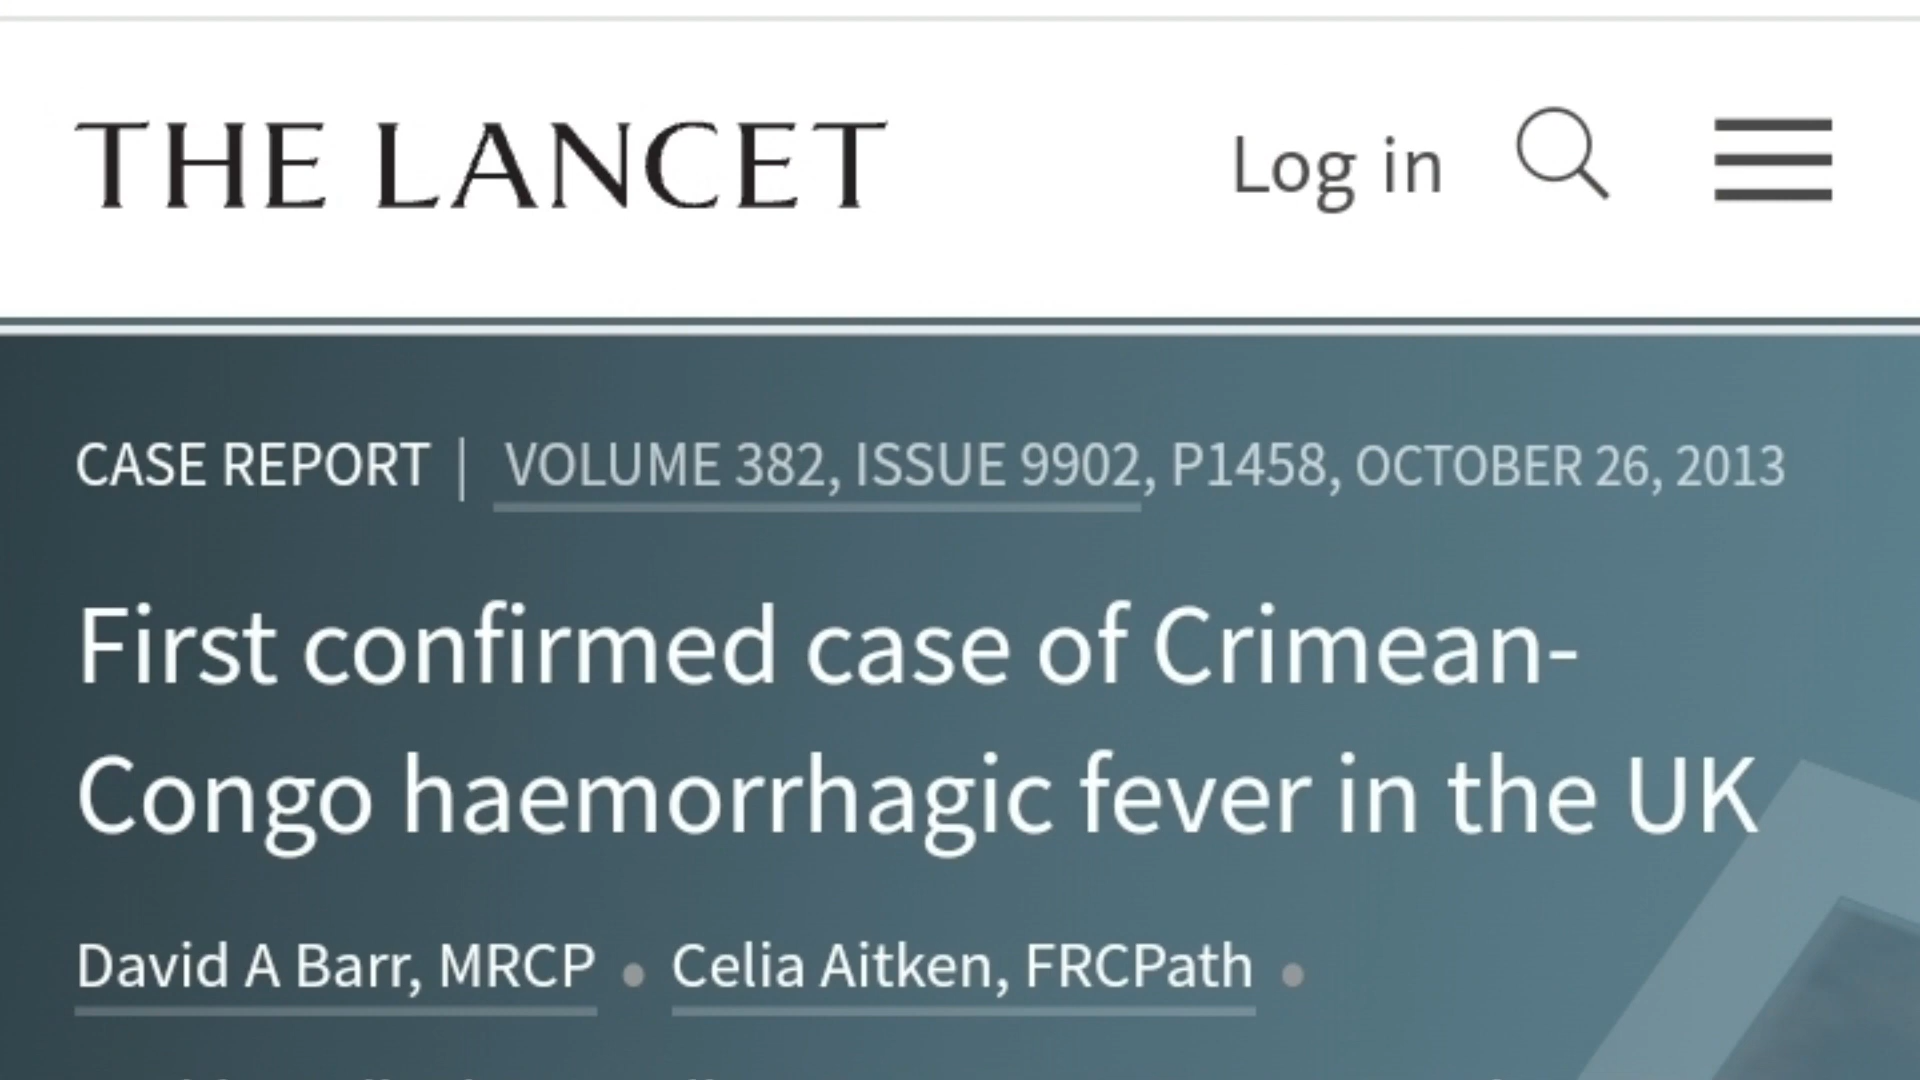 THE LANCET Log in
CASE REPORT | VOLUME 382, ISSUE 9902, P1458, OCTOBER 26, 2013
First confirmed case of Crimean-
Congo haemorrhagic fever in the UK
David A Barr, MRCP • Celia Aitken, FRCPath •